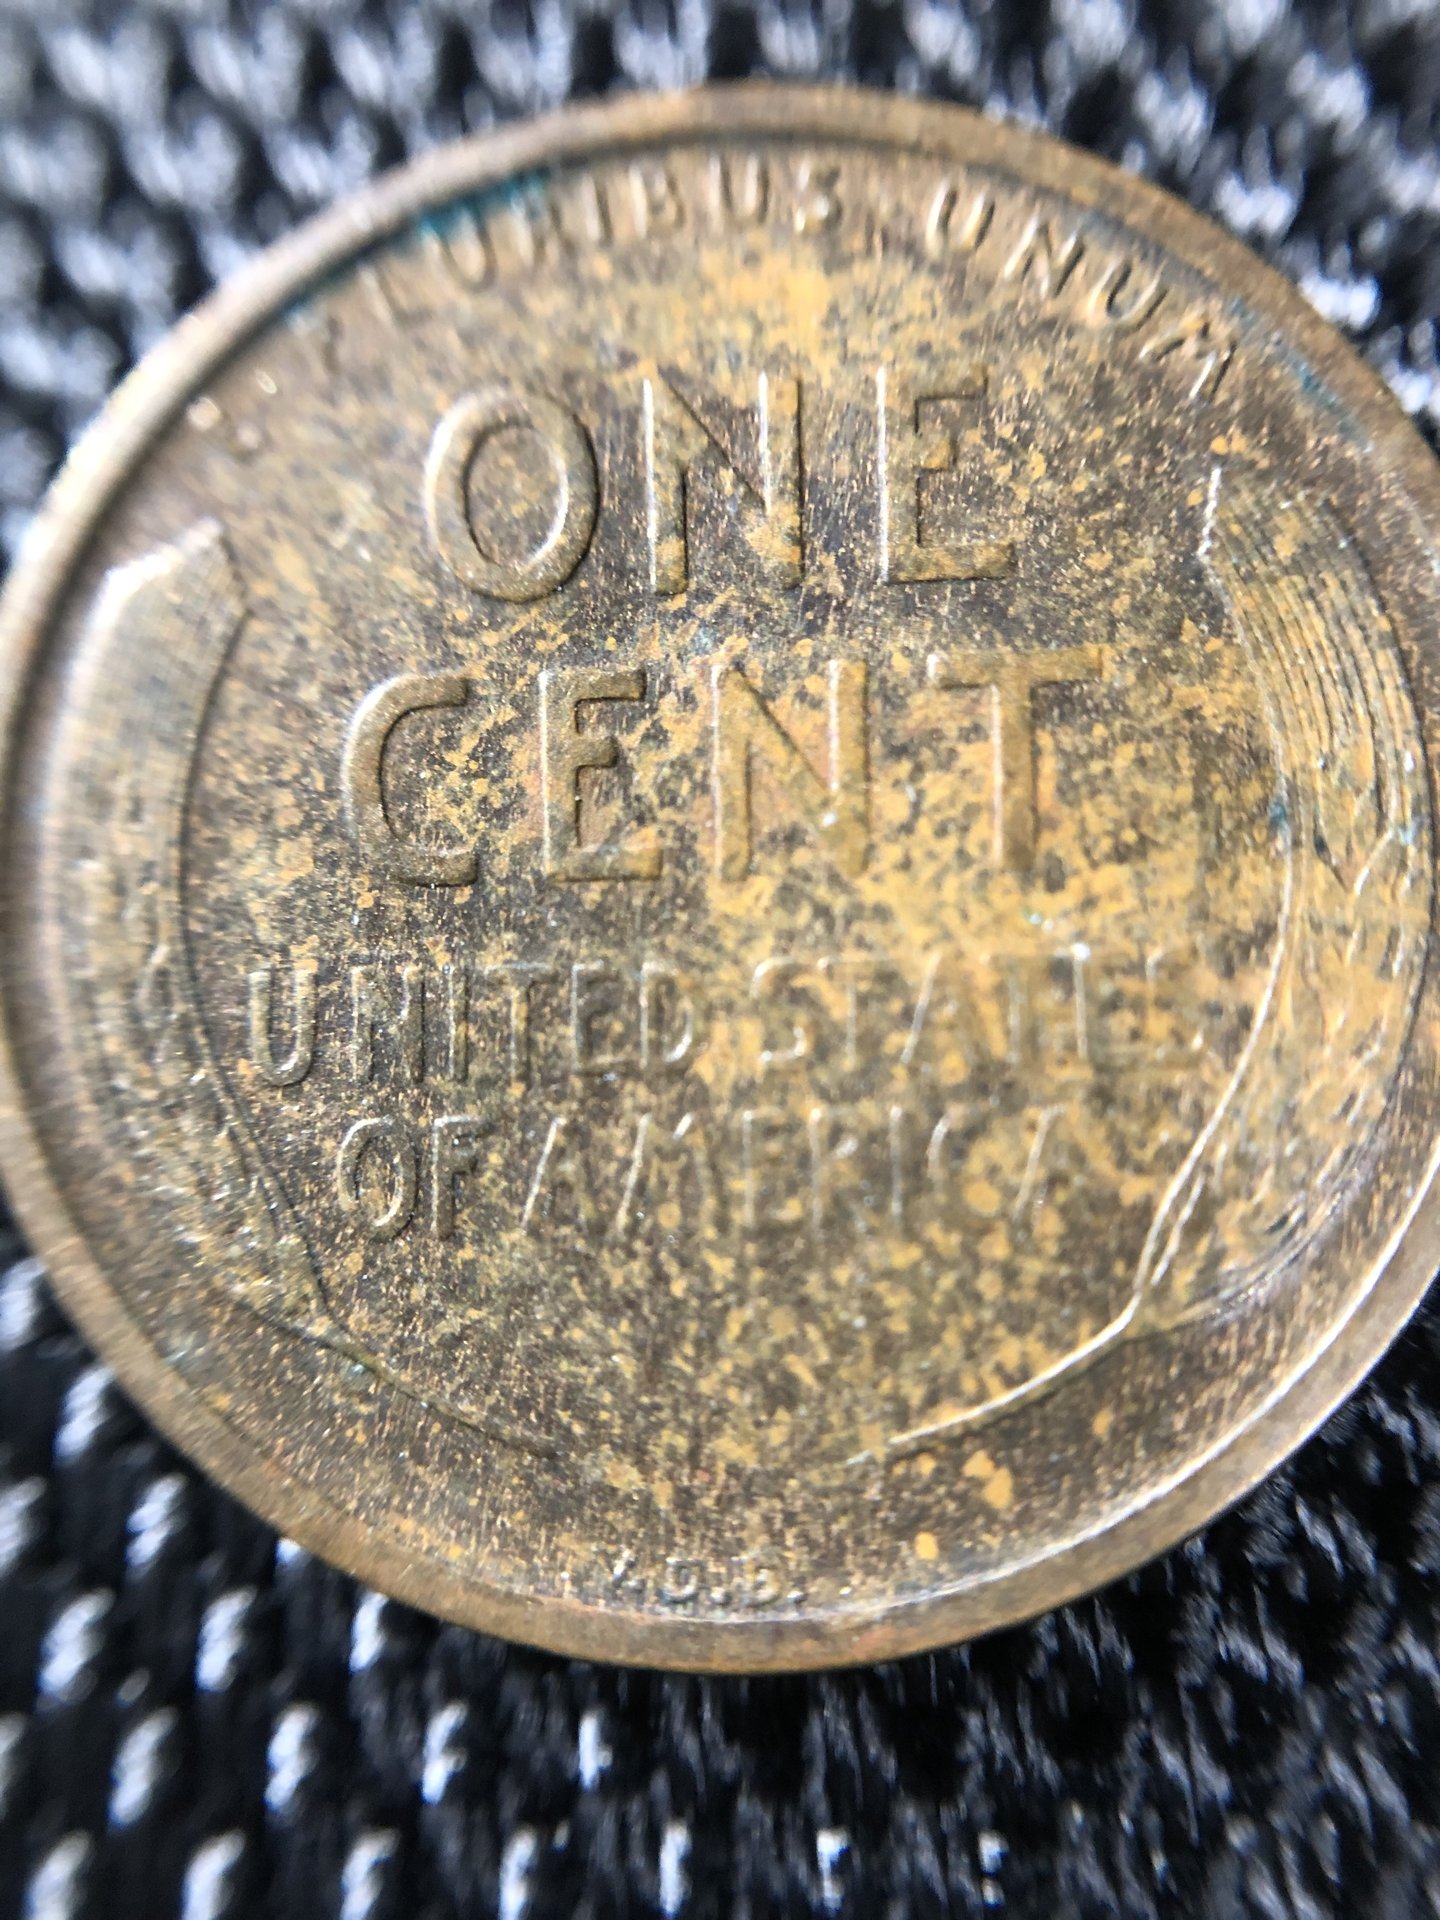 E PLURIBUS UNUM
ONE
CENT
UNITED STATES
OF AMERICA
V.D.B.